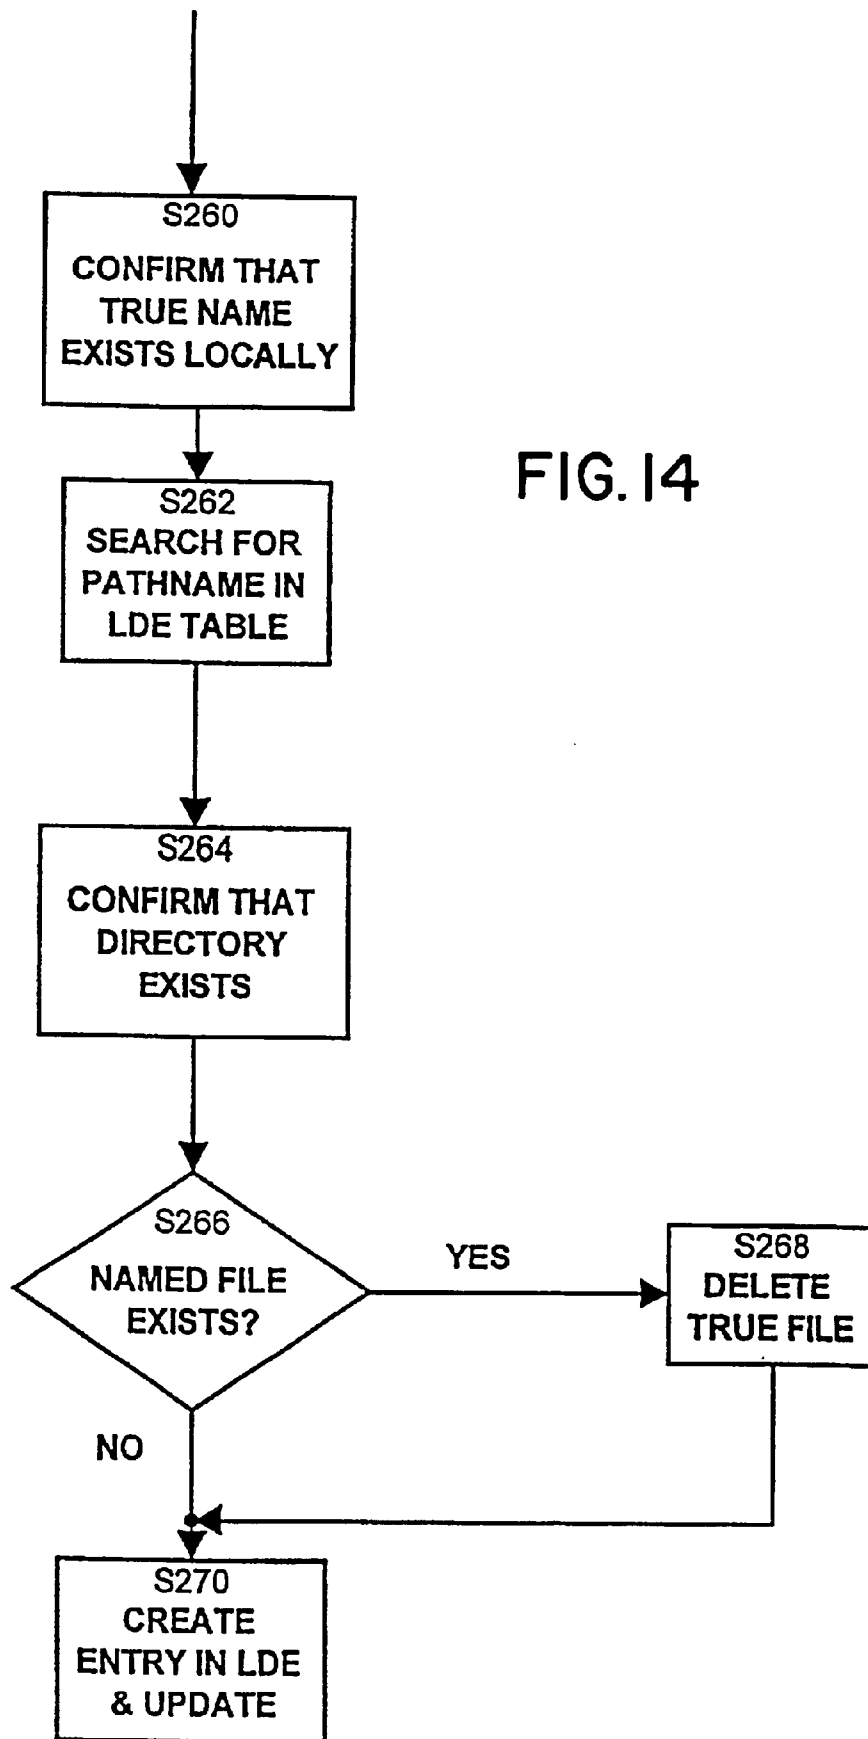 S260
CONFIRM THAT
TRUE NAME
EXISTS LOCALLY
FIG. 14
S262
SEARCH FOR
PATHNAME IN
LDE TABLE
S264
CONFIRM THAT
DIRECTORY
EXISTS
S266
NAMED FILE
EXISTS?
YES
S268
DELETE
TRUE FILE
NO
S270
CREATE
ENTRY IN LDE
& UPDATE